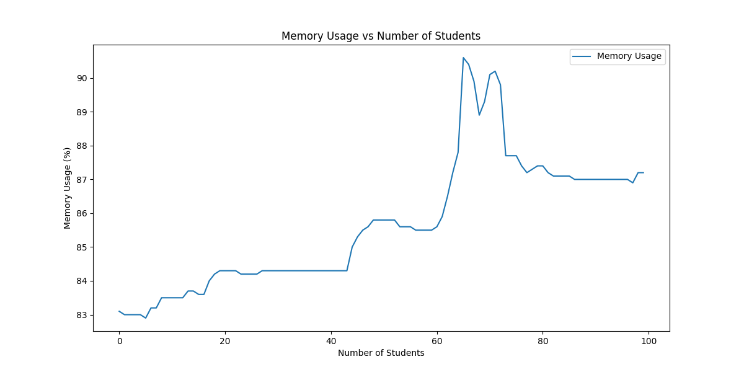 Memory Usage vs Number of Students
Memory Usage
90
89
88
87
86
85
84
83
Memory Usage (%)
0 20 40 60 80 100
Number of Students